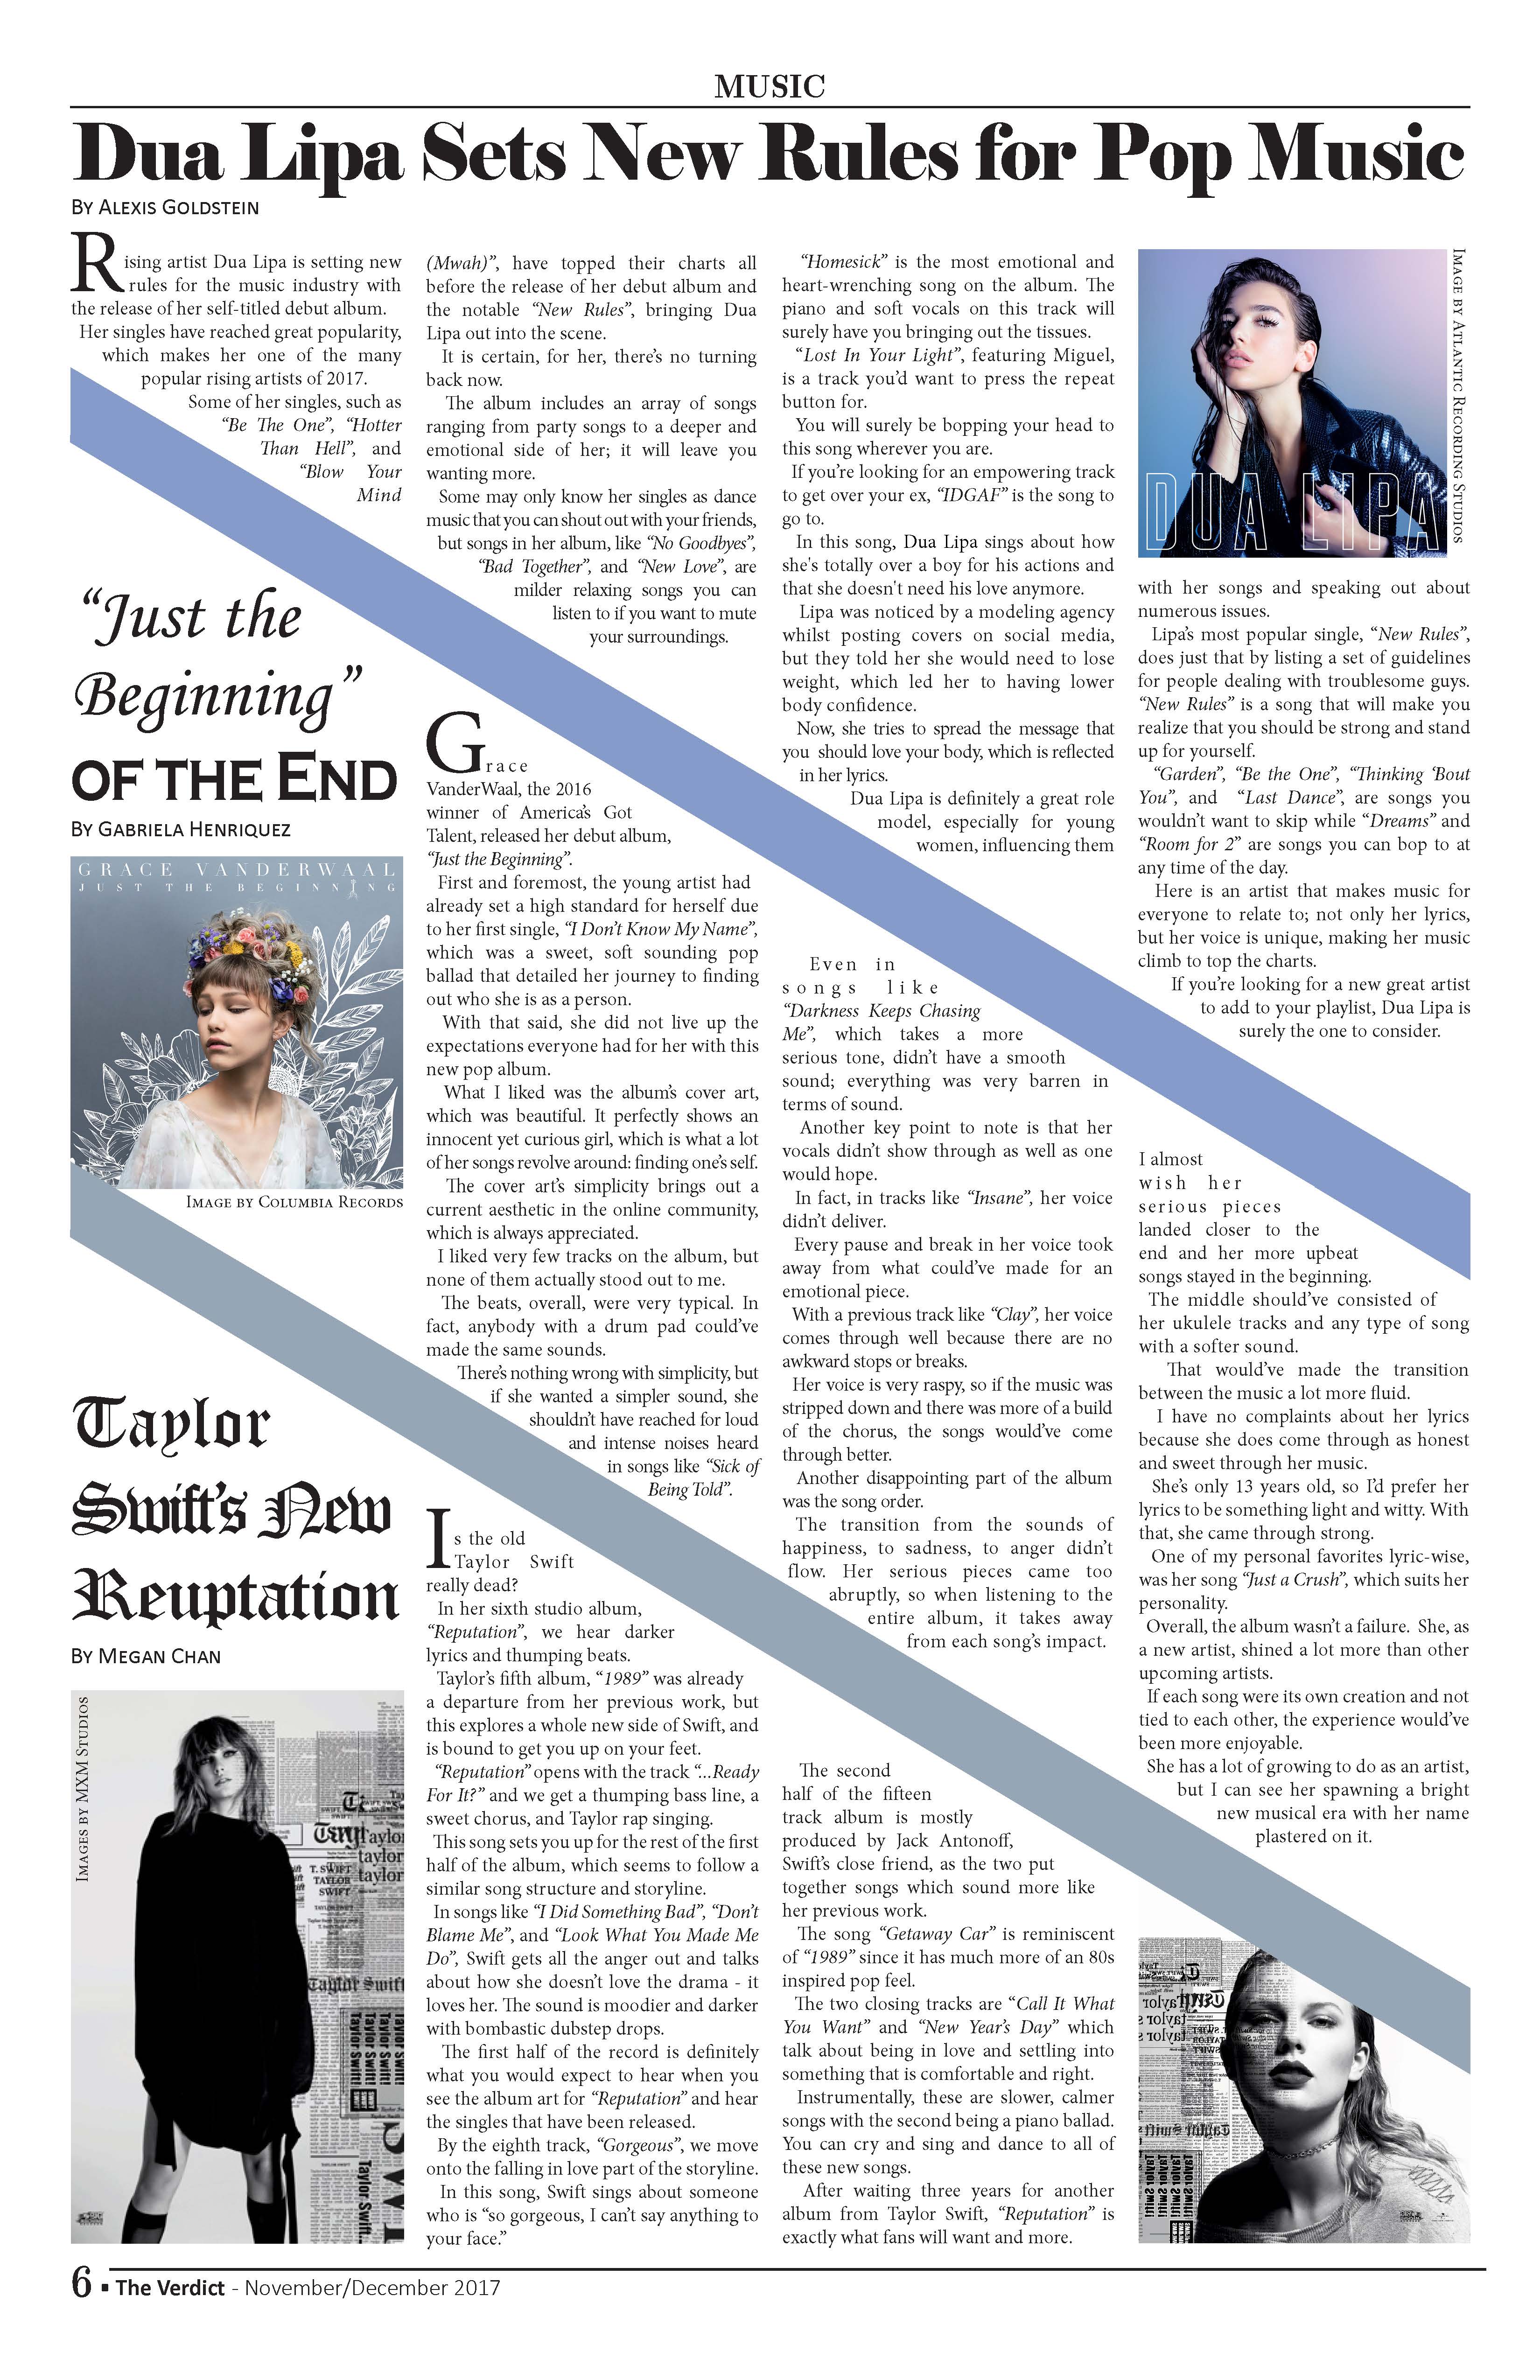 MUSIC
Dua Lipa Sets New Rules for Pop Music
BY ALEXIS GOLDSTEIN
Rising artist Dua Lipa is setting new
rules for the music industry with
the release of her self-titled debut album.
Her singles have reached great popularity,
which makes her one of the many
popular rising artists of 2017.
Some of her singles, such as
“Be The One”, “Hotter
Than Hell”, and
“Blow Your
Mind
(Mwah)”, have topped their charts all
before the release of her debut album and
the notable “New Rules”, bringing Dua
Lipa out into the scene.
It is certain, for her, there’s no turning
back now.
The album includes an array of songs
ranging from party songs to a deeper and
emotional side of her; it will leave you
wanting more.
Some may only know her singles as dance
music that you can shout out with your friends,
but songs in her album, like “No Goodbyes”,
“Bad Together”, and “New Love”, are
milder relaxing songs you can
listen to if you want to mute
your surroundings.
“Homesick” is the most emotional and
heart-wrenching song on the album. The
piano and soft vocals on this track will
surely have you bringing out the tissues.
“Lost In Your Light”, featuring Miguel,
is a track you’d want to press the repeat
button for.
You will surely be bopping your head to
this song wherever you are.
If you’re looking for an empowering track
to get over your ex, “IDGAF” is the song to
go to.
In this song, Dua Lipa sings about how
she's totally over a boy for his actions and
that she doesn't need his love anymore.
Lipa was noticed by a modeling agency
whilst posting covers on social media,
but they told her she would need to lose
weight, which led her to having lower
body confidence.
Now, she tries to spread the message that
you should love your body, which is reflected
in her lyrics.
Dua Lipa is definitely a great role
model, especially for young
women, influencing them
DUA LIPA
IMAGE BY ATLANTIC RECORDING STUDIOS
with her songs and speaking out about
numerous issues.
Lipa’s most popular single, “New Rules”,
does just that by listing a set of guidelines
for people dealing with troublesome guys.
“New Rules” is a song that will make you
realize that you should be strong and stand
up for yourself.
“Garden”, “Be the One”, “Thinking ‘Bout
You”, and “Last Dance”, are songs you
wouldn’t want to skip while “Dreams” and
“Room for 2” are songs you can bop to at
any time of the day.
Here is an artist that makes music for
everyone to relate to; not only her lyrics,
but her voice is unique, making her music
climb to top the charts.
If you’re looking for a new great artist
to add to your playlist, Dua Lipa is
surely the one to consider.
“Just the
Beginning”
OF THE END
BY GABRIELA HENRIQUEZ
GRACE VANDERWAAL
JUST THE BEGINNING
IMAGE BY COLUMBIA RECORDS
Grace
VanderWaal, the 2016
winner of America’s Got
Talent, released her debut album,
“Just the Beginning”.
First and foremost, the young artist had
already set a high standard for herself due
to her first single, “I Don’t Know My Name”,
which was a sweet, soft sounding pop
ballad that detailed her journey to finding
out who she is as a person.
With that said, she did not live up the
expectations everyone had for her with this
new pop album.
What I liked was the album’s cover art,
which was beautiful. It perfectly shows an
innocent yet curious girl, which is what a lot
of her songs revolve around: finding one’s self.
The cover art’s simplicity brings out a
current aesthetic in the online community,
which is always appreciated.
I liked very few tracks on the album, but
none of them actually stood out to me.
The beats, overall, were very typical. In
fact, anybody with a drum pad could’ve
made the same sounds.
There’s nothing wrong with simplicity, but
if she wanted a simpler sound, she
shouldn’t have reached for loud
and intense noises heard
in songs like “Sick of
Being Told”.
Even in
songs like
“Darkness Keeps Chasing
Me”, which takes a more
serious tone, didn’t have a smooth
sound; everything was very barren in
terms of sound.
Another key point to note is that her
vocals didn’t show through as well as one
would hope.
In fact, in tracks like “Insane”, her voice
didn’t deliver.
Every pause and break in her voice took
away from what could’ve made for an
emotional piece.
With a previous track like “Clay”, her voice
comes through well because there are no
awkward stops or breaks.
Her voice is very raspy, so if the music was
stripped down and there was more of a build
of the chorus, the songs would’ve come
through better.
Another disappointing part of the album
was the song order.
The transition from the sounds of
happiness, to sadness, to anger didn’t
flow. Her serious pieces came too
abruptly, so when listening to the
entire album, it takes away
from each song’s impact.
I almost
wish her
serious pieces
landed closer to the
end and her more upbeat
songs stayed in the beginning.
The middle should’ve consisted of
her ukulele tracks and any type of song
with a softer sound.
That would’ve made the transition
between the music a lot more fluid.
I have no complaints about her lyrics
because she does come through as honest
and sweet through her music.
She’s only 13 years old, so I’d prefer her
lyrics to be something light and witty. With
that, she came through strong.
One of my personal favorites lyric-wise,
was her song “Just a Crush”, which suits her
personality.
Overall, the album wasn’t a failure. She, as
a new artist, shined a lot more than other
upcoming artists.
If each song were its own creation and not
tied to each other, the experience would’ve
been more enjoyable.
She has a lot of growing to do as an artist,
but I can see her spawning a bright
new musical era with her name
plastered on it.
Taylor
Swift’s New
Reuptation
BY MEGAN CHAN
IMAGES BY MXM STUDIOS
Is the old
Taylor Swift
really dead?
In her sixth studio album,
“Reputation”, we hear darker
lyrics and thumping beats.
Taylor’s fifth album, “1989” was already
a departure from her previous work, but
this explores a whole new side of Swift, and
is bound to get you up on your feet.
“Reputation” opens with the track “...Ready
For It?” and we get a thumping bass line, a
sweet chorus, and Taylor rap singing.
This song sets you up for the rest of the first
half of the album, which seems to follow a
similar song structure and storyline.
In songs like “I Did Something Bad”, “Don’t
Blame Me”, and “Look What You Made Me
Do”, Swift gets all the anger out and talks
about how she doesn’t love the drama - it
loves her. The sound is moodier and darker
with bombastic dubstep drops.
The first half of the record is definitely
what you would expect to hear when you
see the album art for “Reputation” and hear
the singles that have been released.
By the eighth track, “Gorgeous”, we move
onto the falling in love part of the storyline.
In this song, Swift sings about someone
who is “so gorgeous, I can’t say anything to
your face.”
The second
half of the fifteen
track album is mostly
produced by Jack Antonoff,
Swift’s close friend, as the two put
together songs which sound more like
her previous work.
The song “Getaway Car” is reminiscent
of “1989” since it has much more of an 80s
inspired pop feel.
The two closing tracks are “Call It What
You Want” and “New Year’s Day” which
talk about being in love and settling into
something that is comfortable and right.
Instrumentally, these are slower, calmer
songs with the second being a piano ballad.
You can cry and sing and dance to all of
these new songs.
After waiting three years for another
album from Taylor Swift, “Reputation” is
exactly what fans will want and more.
6 ▪ The Verdict - November/December 2017